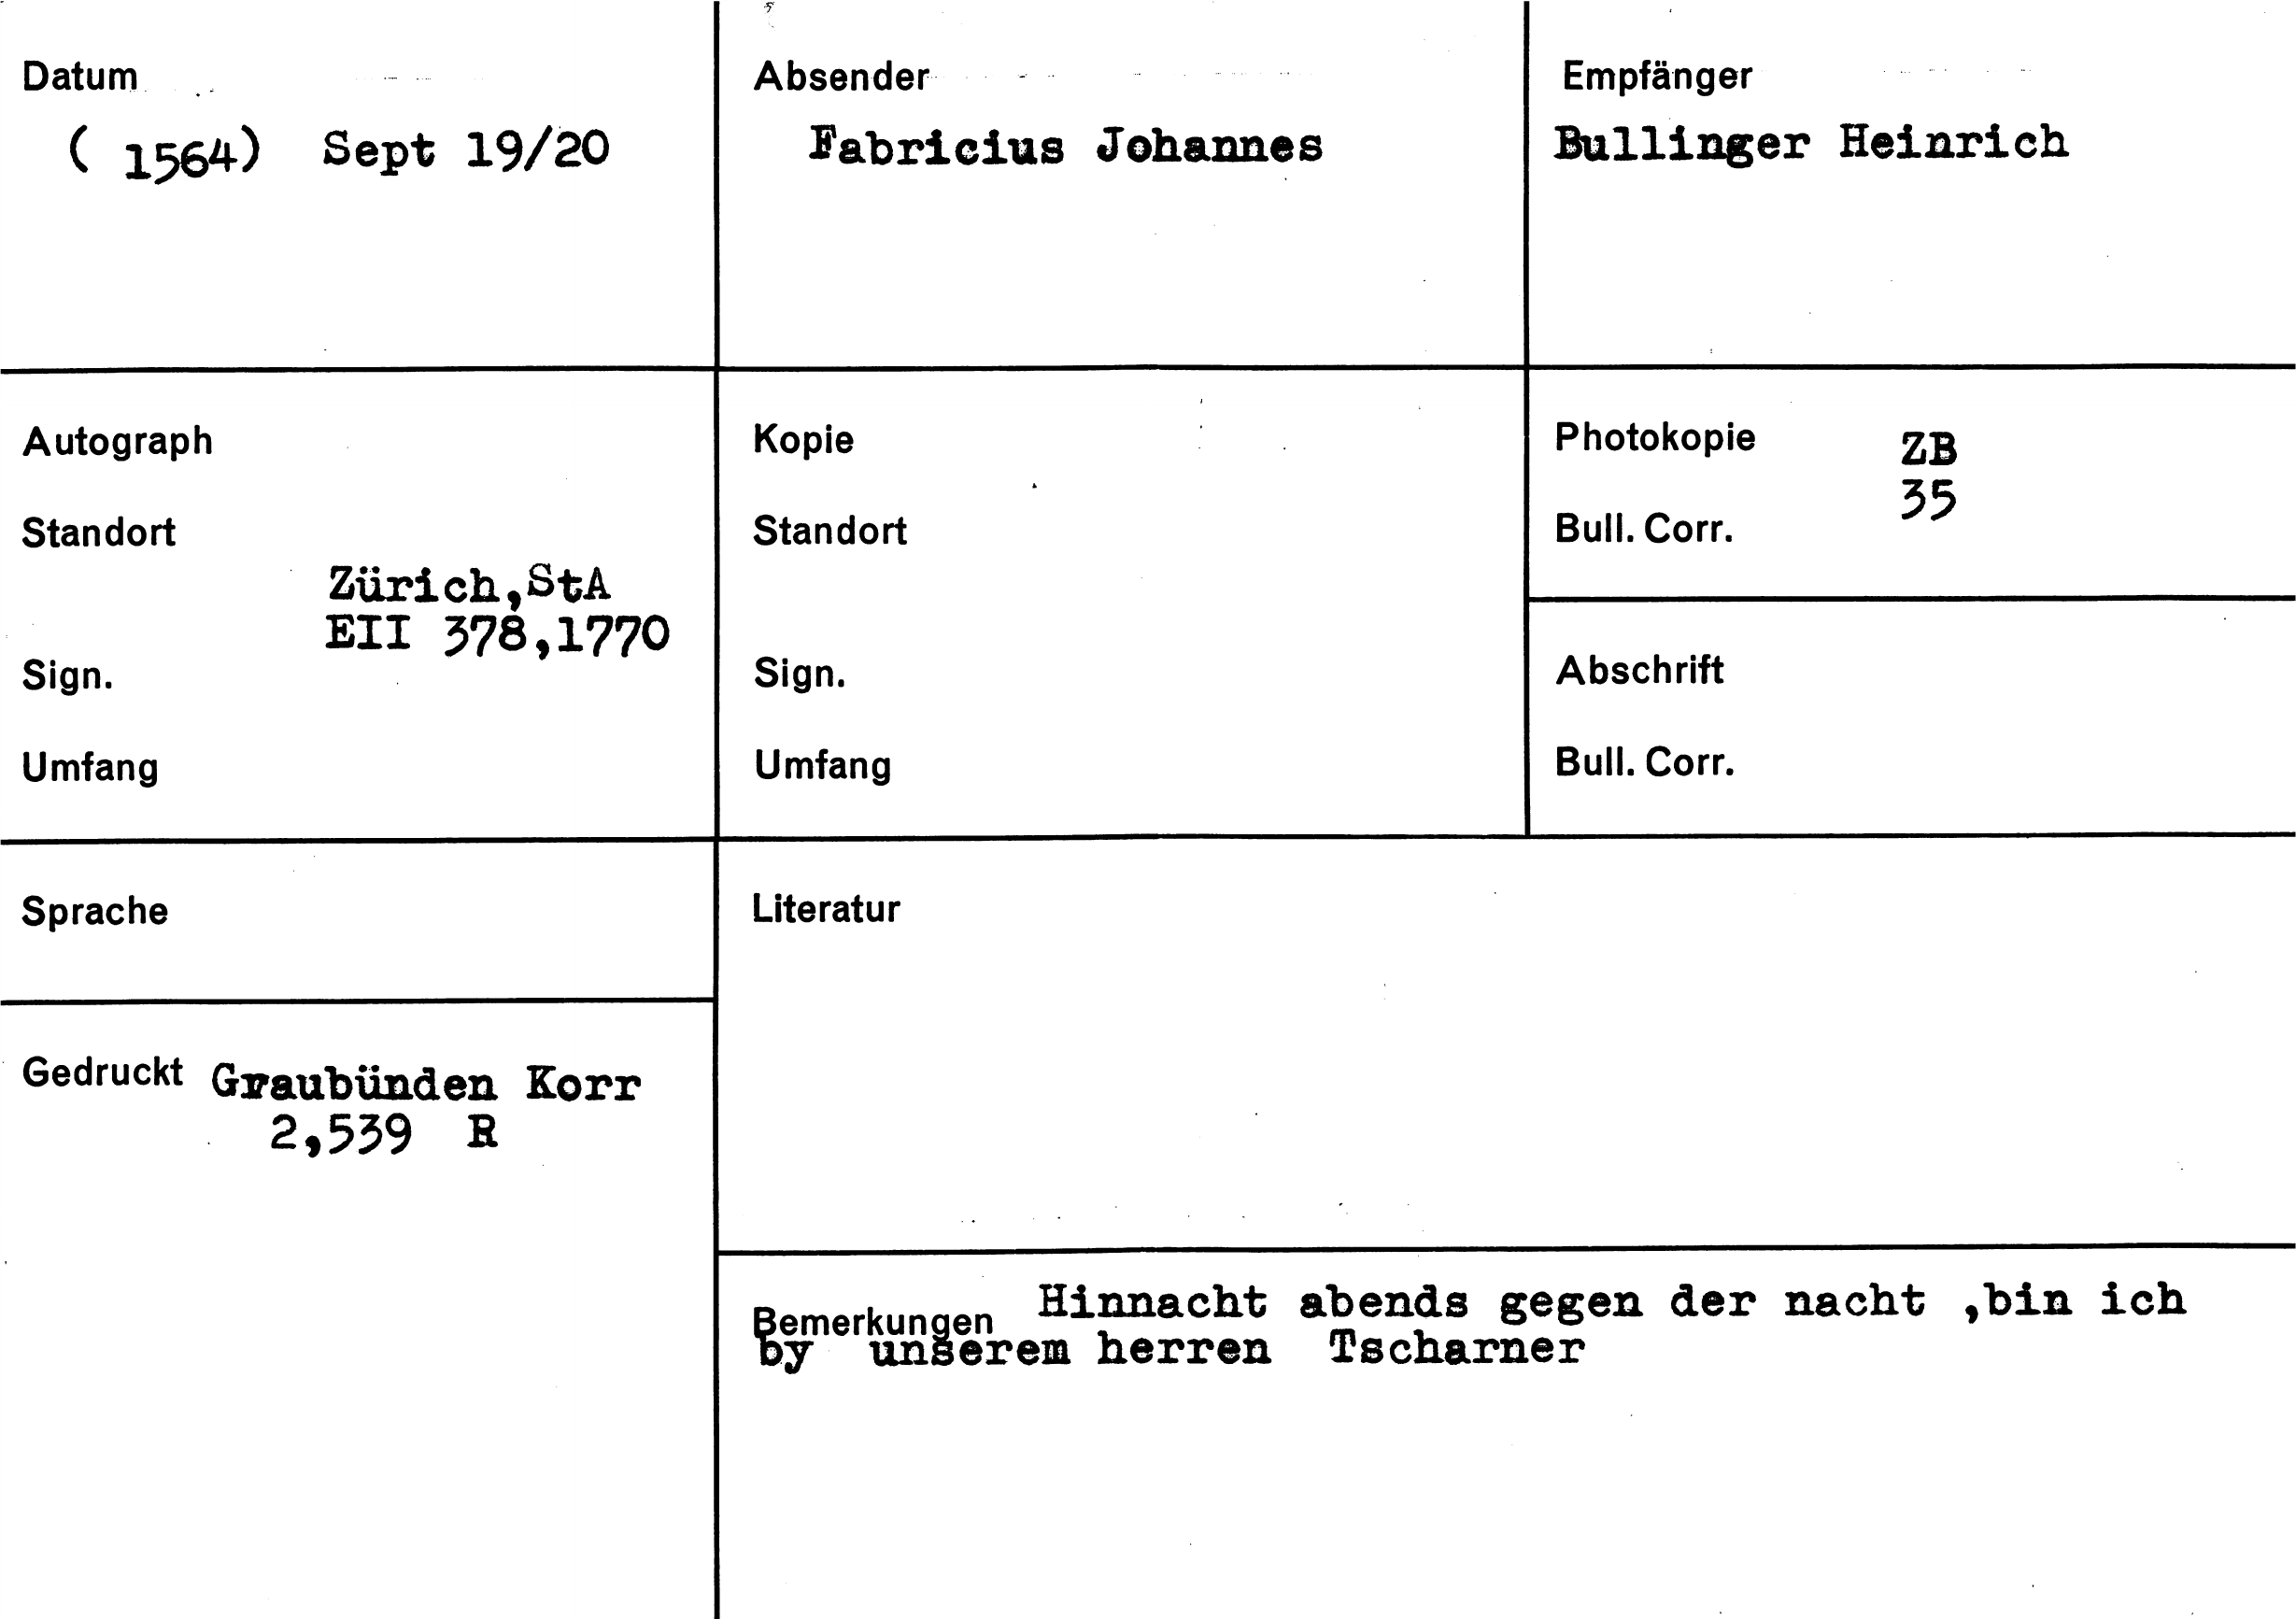 Datum
( 1564) Sept 19/20
Absender
Fabricius Johannes
Empfänger
Bullinger Heinrich
Autograph
Standort
Zürich,StA
EII 378,1770
Sign.
Umfang
Kopie
Standort
Sign.
Umfang
Photokopie ZB
35
Bull. Corr.
Abschrift
Bull. Corr.
Sprache
Literatur
Gedruckt Graubünden Korr
2,539 R
Bemerkungen Hinnacht abends gegen der nacht ,bin ich
by unserem herren Tscharner